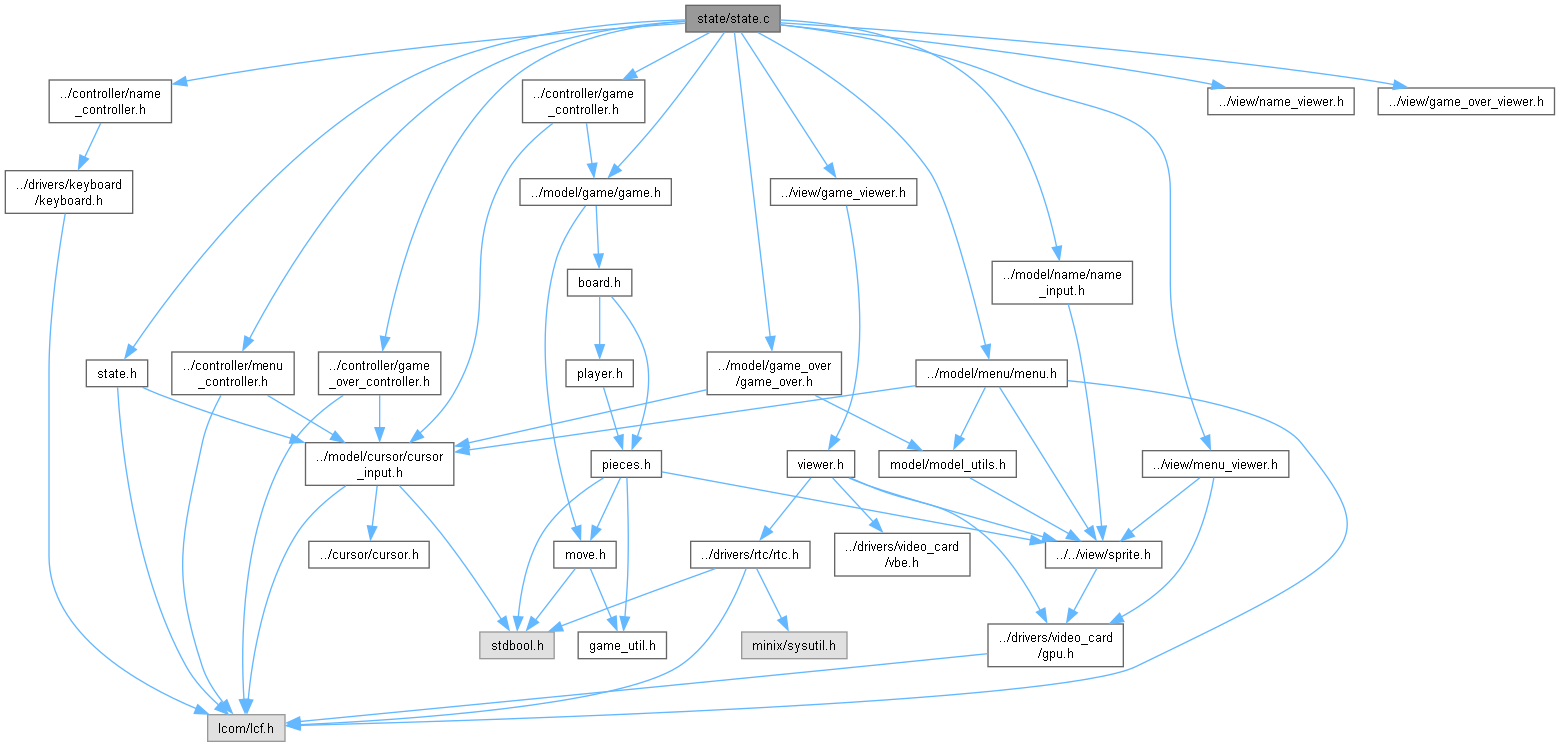 state/state.c
../controller/name
_controller.h
../controller/game
_controller.h
../view/name_viewer.h
../view/game_over_viewer.h
../drivers/keyboard
/keyboard.h
../model/game/game.h
../view/game_viewer.h
board.h
../model/name/name
_input.h
state.h
../controller/menu
_controller.h
../controller/game
_over_controller.h
player.h
../model/game_over
/game_over.h
../model/menu/menu.h
../model/cursor/cursor
_input.h
pieces.h
viewer.h
model/model_utils.h
../view/menu_viewer.h
../cursor/cursor.h
move.h
../drivers/rtc/rtc.h
../drivers/video_card
/vbe.h
../../view/sprite.h
stdbool.h
game_util.h
minix/sysutil.h
../drivers/video_card
/gpu.h
lcom/lcf.h